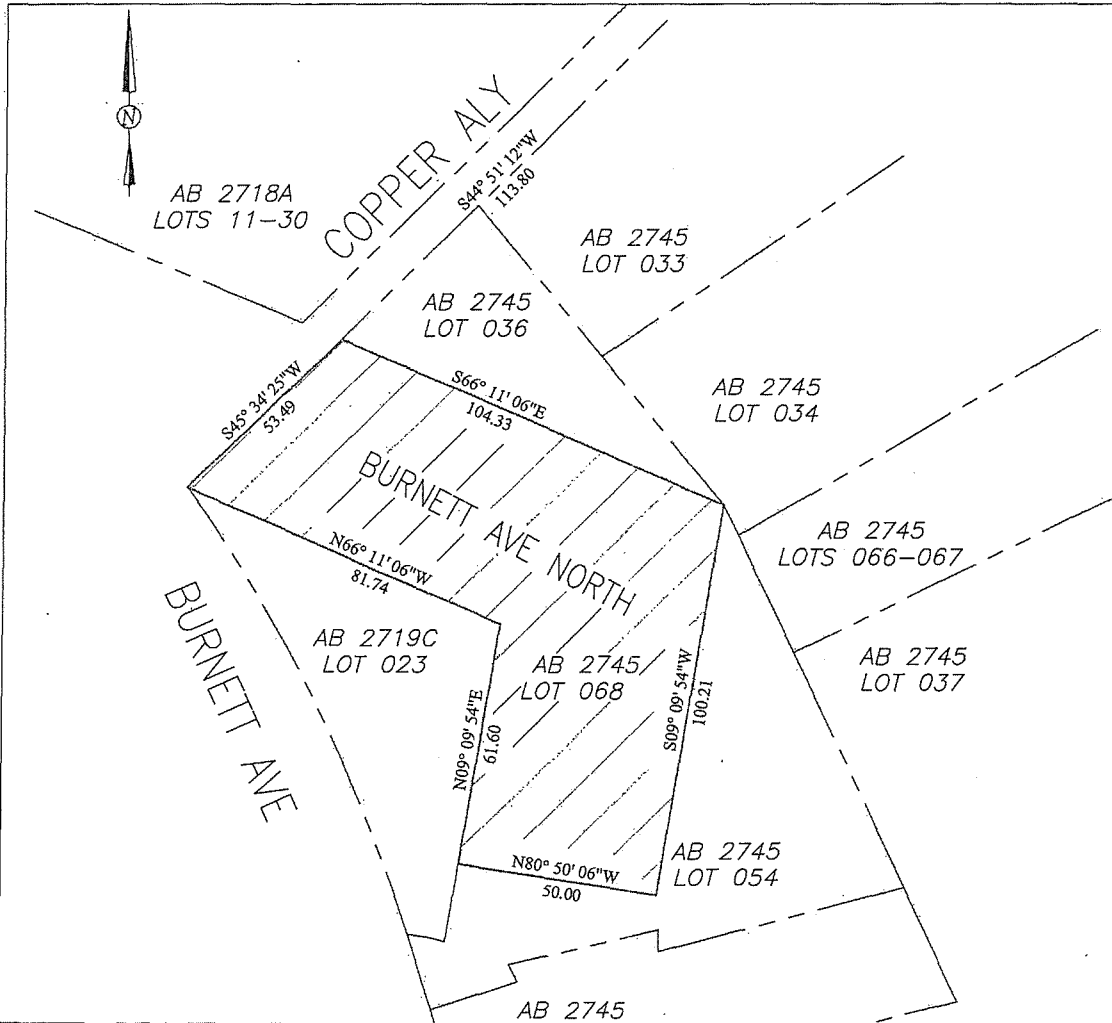 N
AB 2718A
LOTS 11-30
COPPER ALY
S44° 51' 12"W
113.80
AB 2745
LOT 033
AB 2745
LOT 036
S45° 34' 25"W
53.49
S66° 11' 06"E
104.33
AB 2745
LOT 034
BURNETT AVE NORTH
AB 2745
LOTS 066-067
N66° 11' 06"W
81.74
BURNETT AVE
AB 2719C
LOT 023
AB 2745
LOT 068
AB 2745
LOT 037
N09° 09' 54"E
61.60
S09° 09' 54"W
100.21
N80° 50' 06"W
50.00
AB 2745
LOT 054
AB 2745